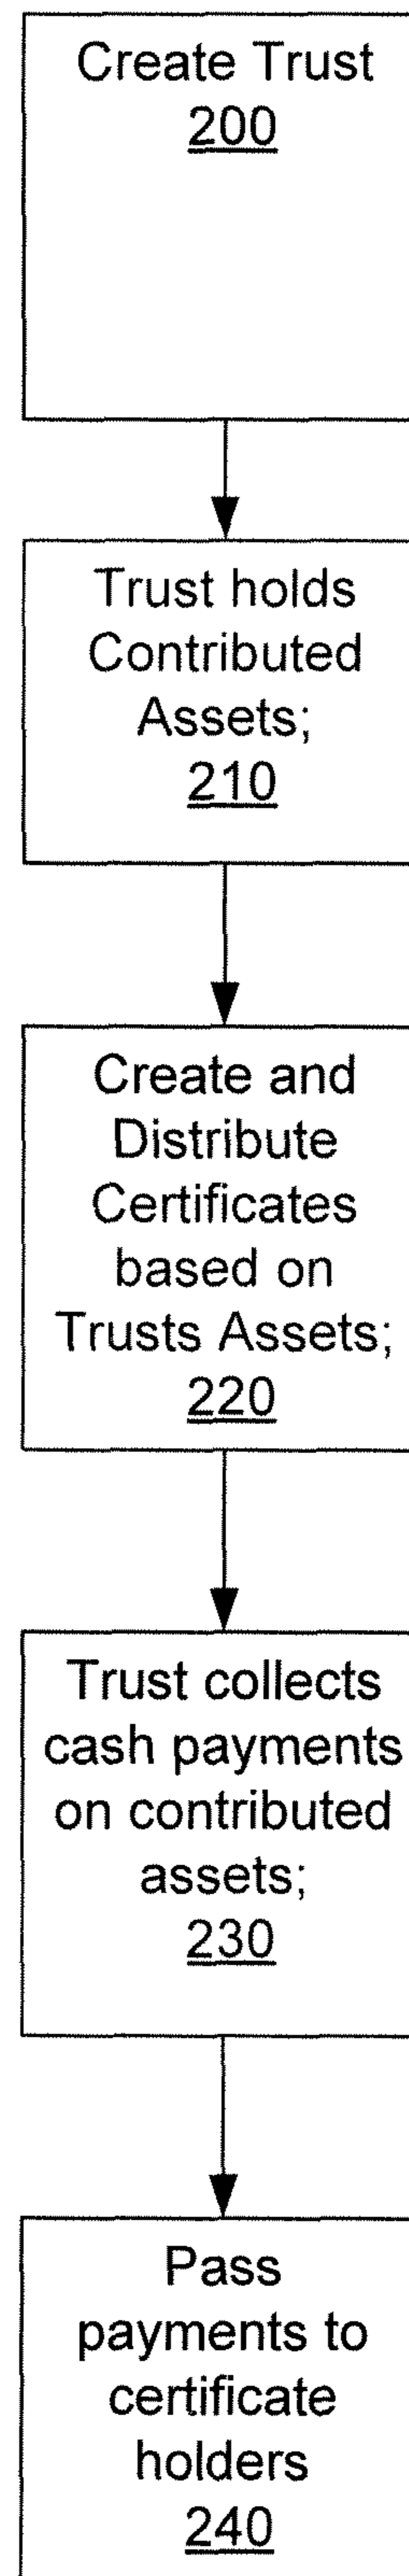 Create Trust
200
Trust holds
Contributed
Assets;
210
Create and
Distribute
Certificates
based on
Trusts Assets;
220
Trust collects
cash payments
on contributed
assets;
230
Pass
payments to
certificate
holders
240